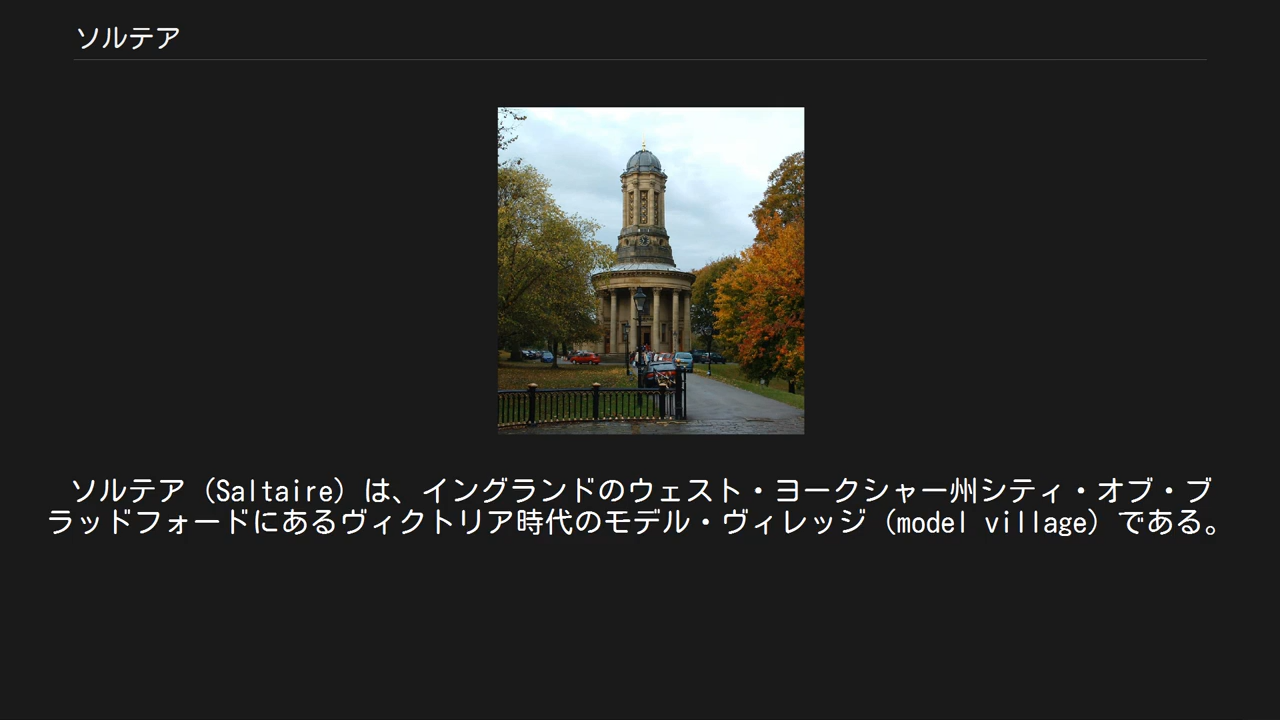 ソルテア
ソルテア（Saltaire）は、イングランドのウェスト・ヨークシャー州シティ・オブ・ブ
ラッドフォードにあるヴィクトリア時代のモデル・ヴィレッジ（model village）である。